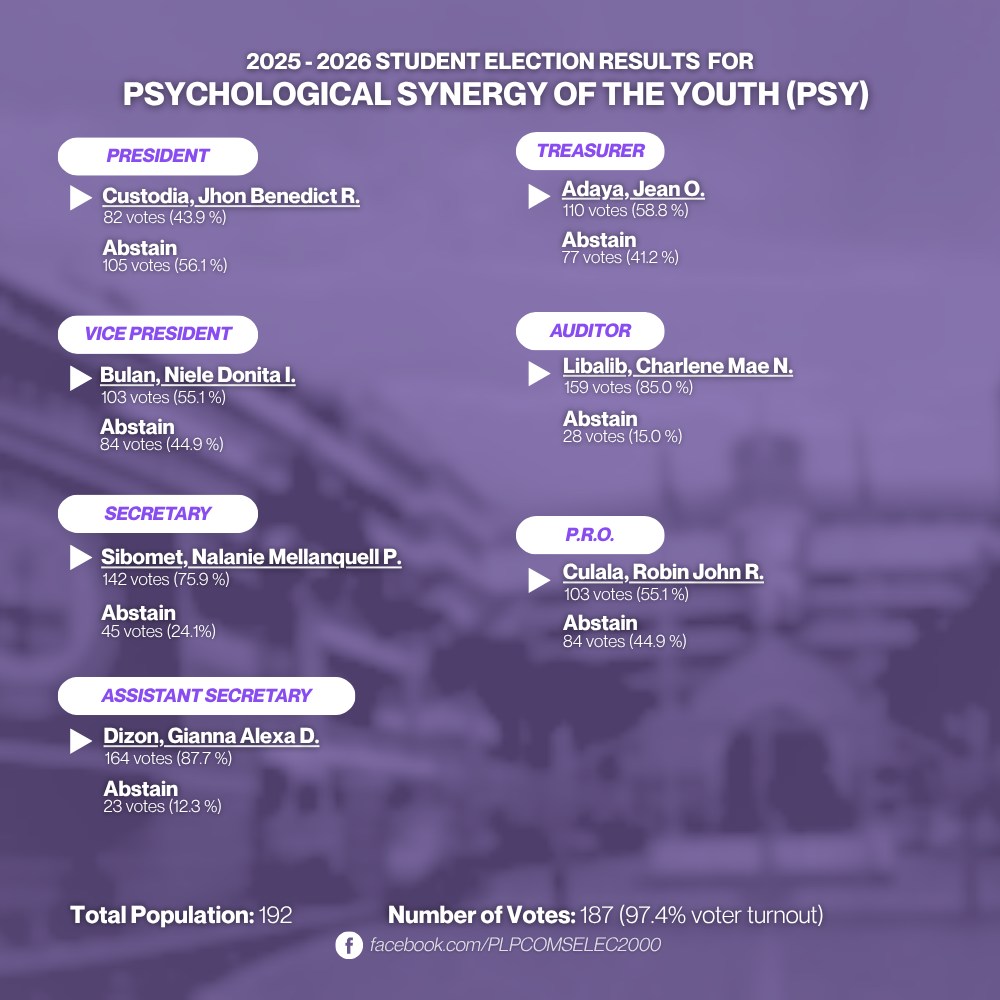 2025 - 2026 STUDENT ELECTION RESULTS FOR
PSYCHOLOGICAL SYNERGY OF THE YOUTH (PSY)
PRESIDENT
Custodia, Jhon Benedict R.
82 votes (43.9 %)
Abstain
105 votes (56.1 %)
VICE PRESIDENT
Bulan, Niele Donita I.
103 votes (55.1 %)
Abstain
84 votes (44.9 %)
SECRETARY
Sibomet, Nalanie Mellanquell P.
142 votes (75.9 %)
Abstain
45 votes (24.1%)
ASSISTANT SECRETARY
Dizon, Gianna Alexa D.
164 votes (87.7 %)
Abstain
23 votes (12.3 %)
TREASURER
Adaya, Jean O.
110 votes (58.8 %)
Abstain
77 votes (41.2 %)
AUDITOR
Libalib, Charlene Mae N.
159 votes (85.0 %)
Abstain
28 votes (15.0 %)
P.R.O.
Culala, Robin John R.
103 votes (55.1 %)
Abstain
84 votes (44.9 %)
Total Population: 192
Number of Votes: 187 (97.4% voter turnout)
facebook.com/PLPCOMSELEC2000